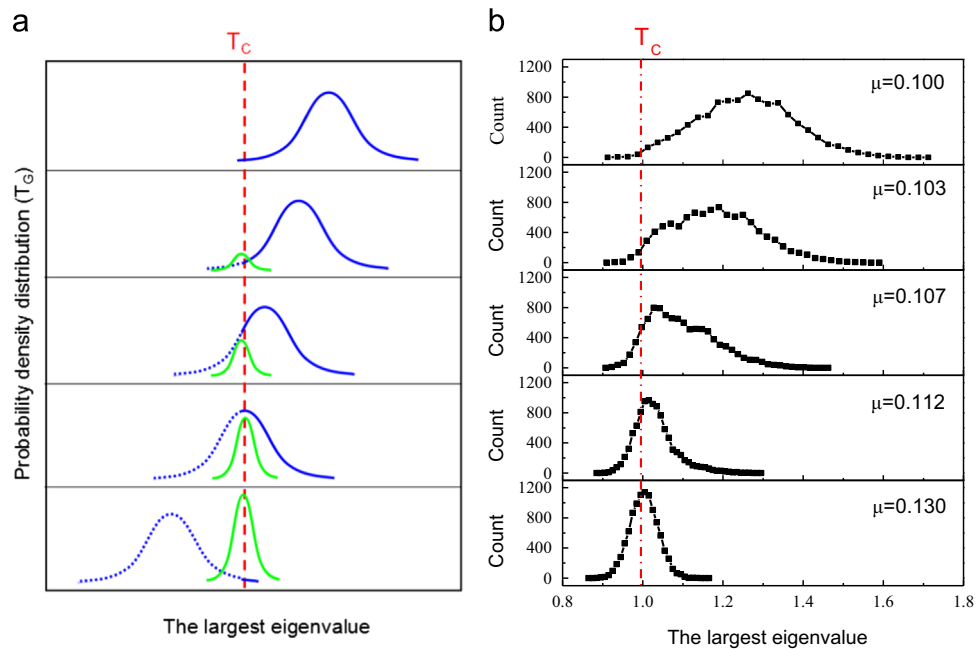 a
T_C
Probability density distribution (T_G)
The largest eigenvalue
b
T_C
1200
800
400
0
Count
μ=0.100
1200
800
400
0
Count
μ=0.103
1200
800
400
0
Count
μ=0.107
1200
800
400
0
Count
μ=0.112
1200
800
400
0
Count
μ=0.130
0.8 1.0 1.2 1.4 1.6 1.8
The largest eigenvalue